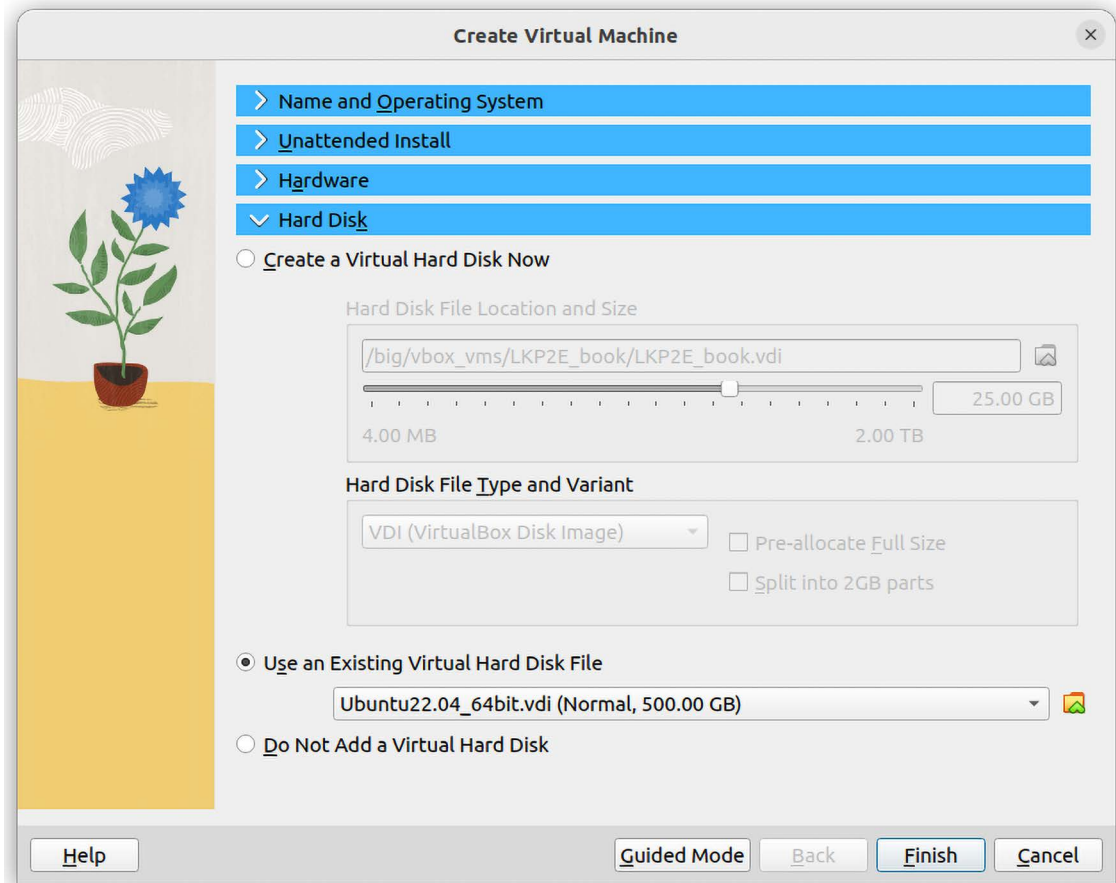 Create Virtual Machine
Name and Operating System
Unattended Install
Hardware
Hard Disk
Create a Virtual Hard Disk Now
Hard Disk File Location and Size
/big/vbox_vms/LKP2E_book/LKP2E_book.vdi
25.00 GB
4.00 MB 2.00 TB
Hard Disk File Type and Variant
VDI (VirtualBox Disk Image)
Pre-allocate Full Size
Split into 2GB parts
Use an Existing Virtual Hard Disk File
Ubuntu22.04_64bit.vdi (Normal, 500.00 GB)
Do Not Add a Virtual Hard Disk
Help Guided Mode Back Finish Cancel